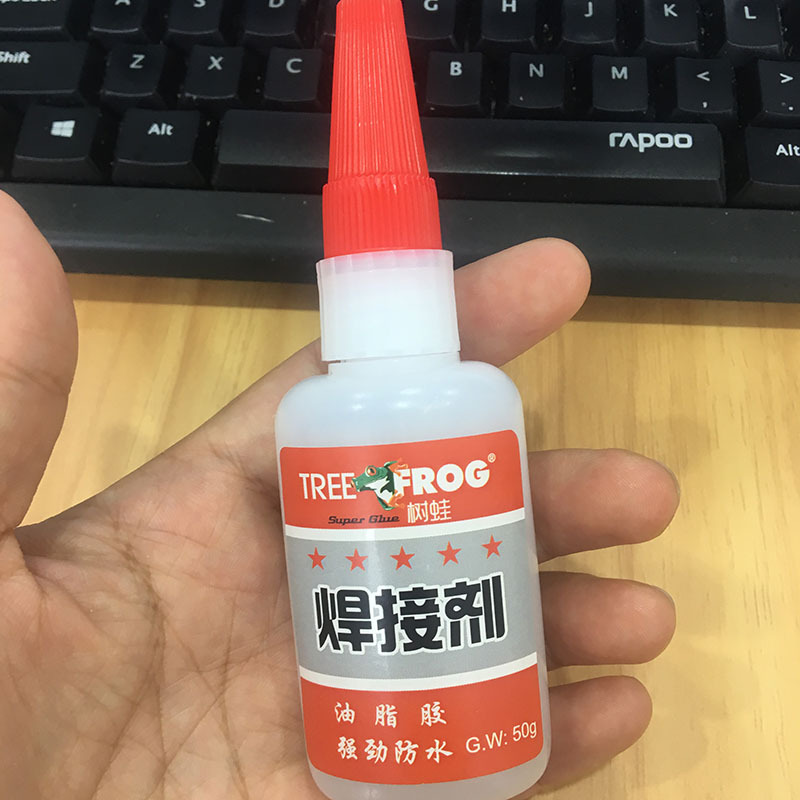 A S D G H J K L
Shift Z X C B N M <
Alt rapoo Alt
TREE FROG®
Super Glue 树蛙
焊接剂
油脂胶
强劲防水 G.W: 50g